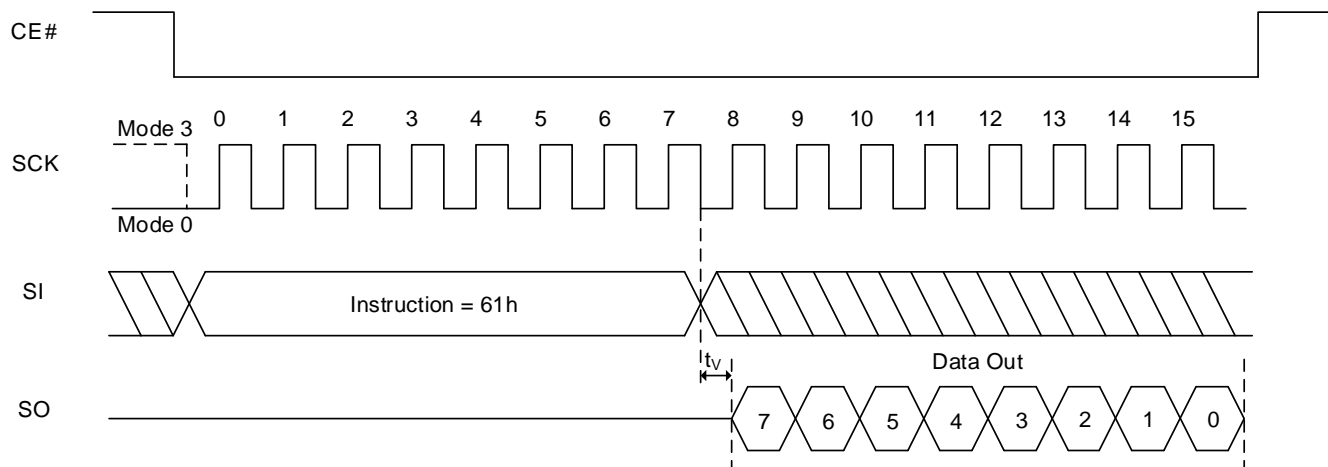 CE#
Mode 3
0 1 2 3 4 5 6 7 8 9 10 11 12 13 14 15
SCK
Mode 0
SI
Instruction = 61h
tV
Data Out
SO
7 6 5 4 3 2 1 0